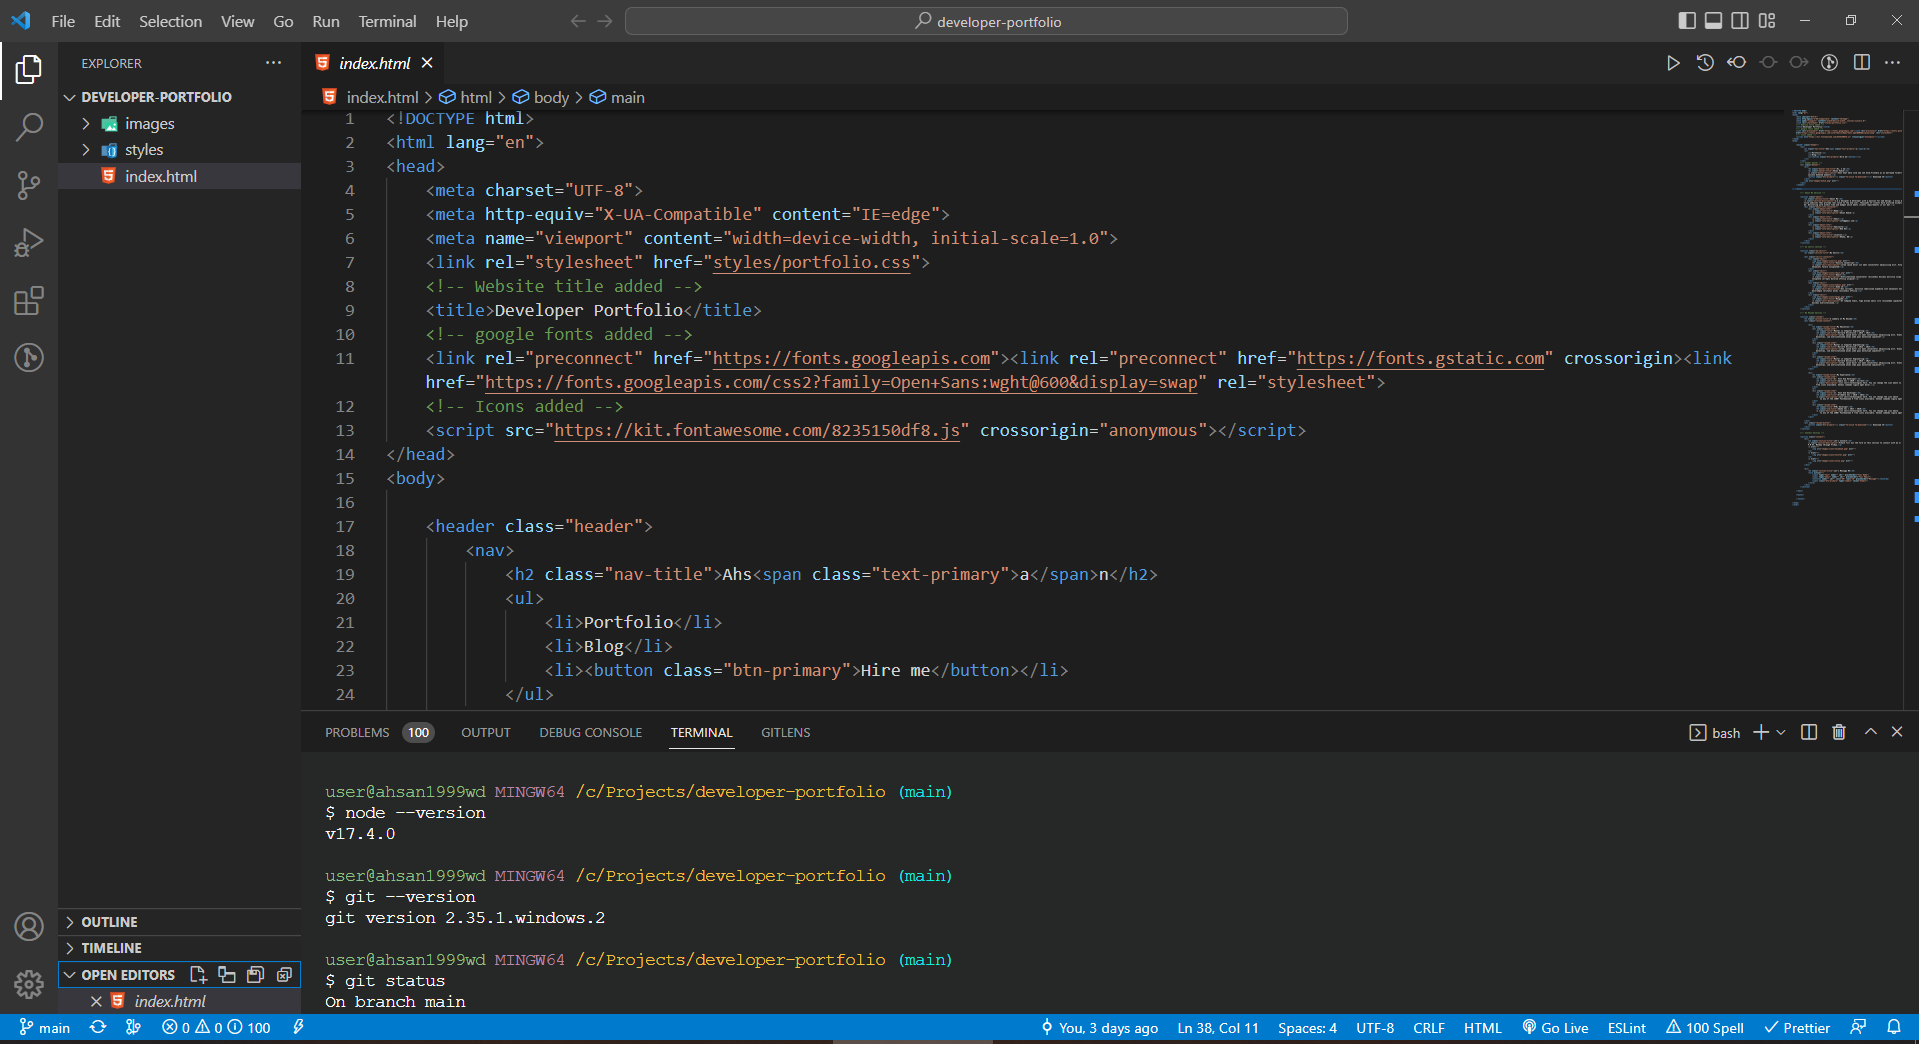 File Edit Selection View Go Run Terminal Help developer-portfolio
EXPLORER
DEVELOPER-PORTFOLIO
images
styles
index.html
OUTLINE
TIMELINE
OPEN EDITORS
index.html
index.html
index.html > html > body > main
1 <!DOCTYPE html>
2 <html lang="en">
3 <head>
4 <meta charset="UTF-8">
5 <meta http-equiv="X-UA-Compatible" content="IE=edge">
6 <meta name="viewport" content="width=device-width, initial-scale=1.0">
7 <link rel="stylesheet" href="styles/portfolio.css">
8 <!-- Website title added -->
9 <title>Developer Portfolio</title>
10 <!-- google fonts added -->
11 <link rel="preconnect" href="https://fonts.googleapis.com"><link rel="preconnect" href="https://fonts.gstatic.com" crossorigin><link
href="https://fonts.googleapis.com/css2?family=Open+Sans:wght@600&display=swap" rel="stylesheet">
12 <!-- Icons added -->
13 <script src="https://kit.fontawesome.com/8235150df8.js" crossorigin="anonymous"></script>
14 </head>
15 <body>
16
17 <header class="header">
18 <nav>
19 <h2 class="nav-title">Ahs<span class="text-primary">a</span>n</h2>
20 <ul>
21 <li>Portfolio</li>
22 <li>Blog</li>
23 <li><button class="btn-primary">Hire me</button></li>
24 </ul>
PROBLEMS 100 OUTPUT DEBUG CONSOLE TERMINAL GITLENS bash
user@ahsan1999wd MINGW64 /c/Projects/developer-portfolio (main)
$ node --version
v17.4.0
user@ahsan1999wd MINGW64 /c/Projects/developer-portfolio (main)
$ git --version
git version 2.35.1.windows.2
user@ahsan1999wd MINGW64 /c/Projects/developer-portfolio (main)
$ git status
On branch main
main 0 0 100 You, 3 days ago Ln 38, Col 11 Spaces: 4 UTF-8 CRLF HTML Go Live ESLint 100 Spell Prettier